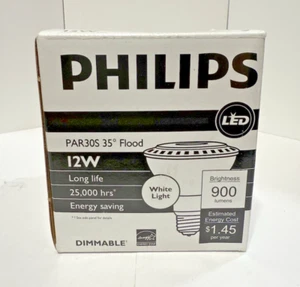 PHILIPS
LED
PAR30S 35° Flood
12W
Long life
25,000 hrs*
Energy saving
White
Light
Brightness
900
lumens
Estimated
Energy Cost
$1.45
per year
DIMMABLE